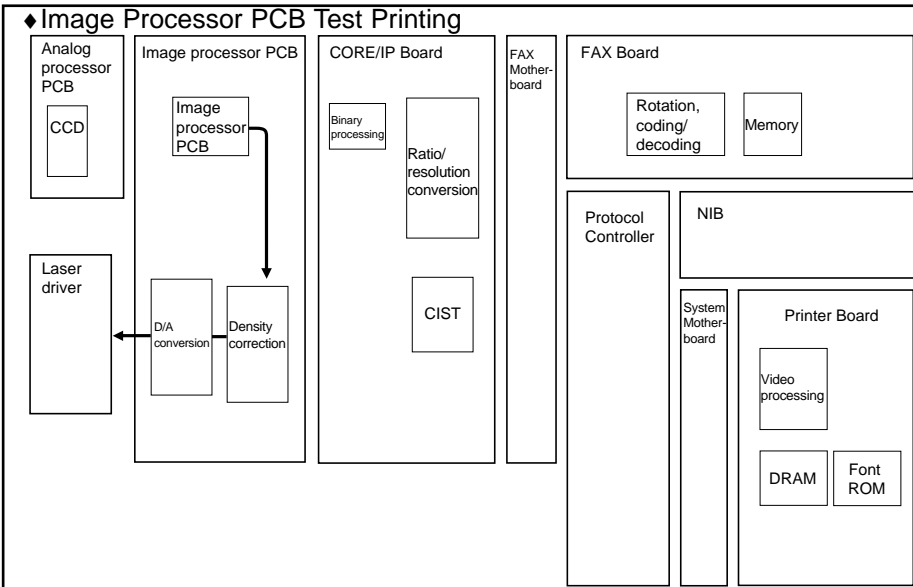 ♦Image Processor PCB Test Printing
Analog
processor
PCB
CCD
Image processor PCB
Image
processor
PCB
CORE/IP Board
Binary
processing
Ratio/
resolution
conversion
CIST
FAX
Mother-
board
FAX Board
Rotation,
coding/
decoding
Memory
Protocol
Controller
NIB
Laser
driver
D/A
conversion
Density
correction
System
Mother-
board
Printer Board
Video
processing
DRAM
Font
ROM